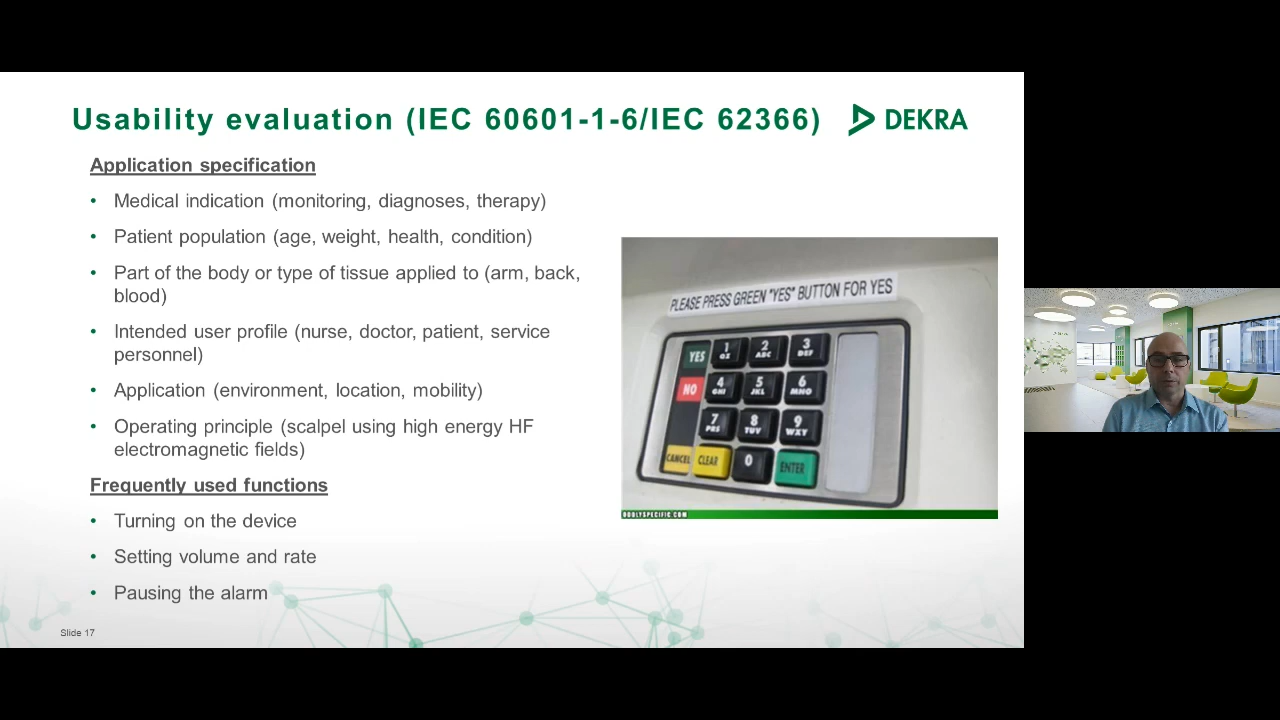 Usability evaluation (IEC 60601-1-6/IEC 62366)
DEKRA
Application specification
• Medical indication (monitoring, diagnoses, therapy)
• Patient population (age, weight, health, condition)
• Part of the body or type of tissue applied to (arm, back,
blood)
• Intended user profile (nurse, doctor, patient, service
personnel)
• Application (environment, location, mobility)
• Operating principle (scalpel using high energy HF
electromagnetic fields)
Frequently used functions
• Turning on the device
• Setting volume and rate
• Pausing the alarm
PLEASE PRESS GREEN "YES" BUTTON FOR YES
YES 1 QZ 2 ABC 3 DEF
NO 4 GHI 5 JKL 6 MNO
7 PRS 8 TUV 9 WXY
CANCEL CLEAR 0 ENTER
ODDLYSPECIFIC.COM
Slide 17